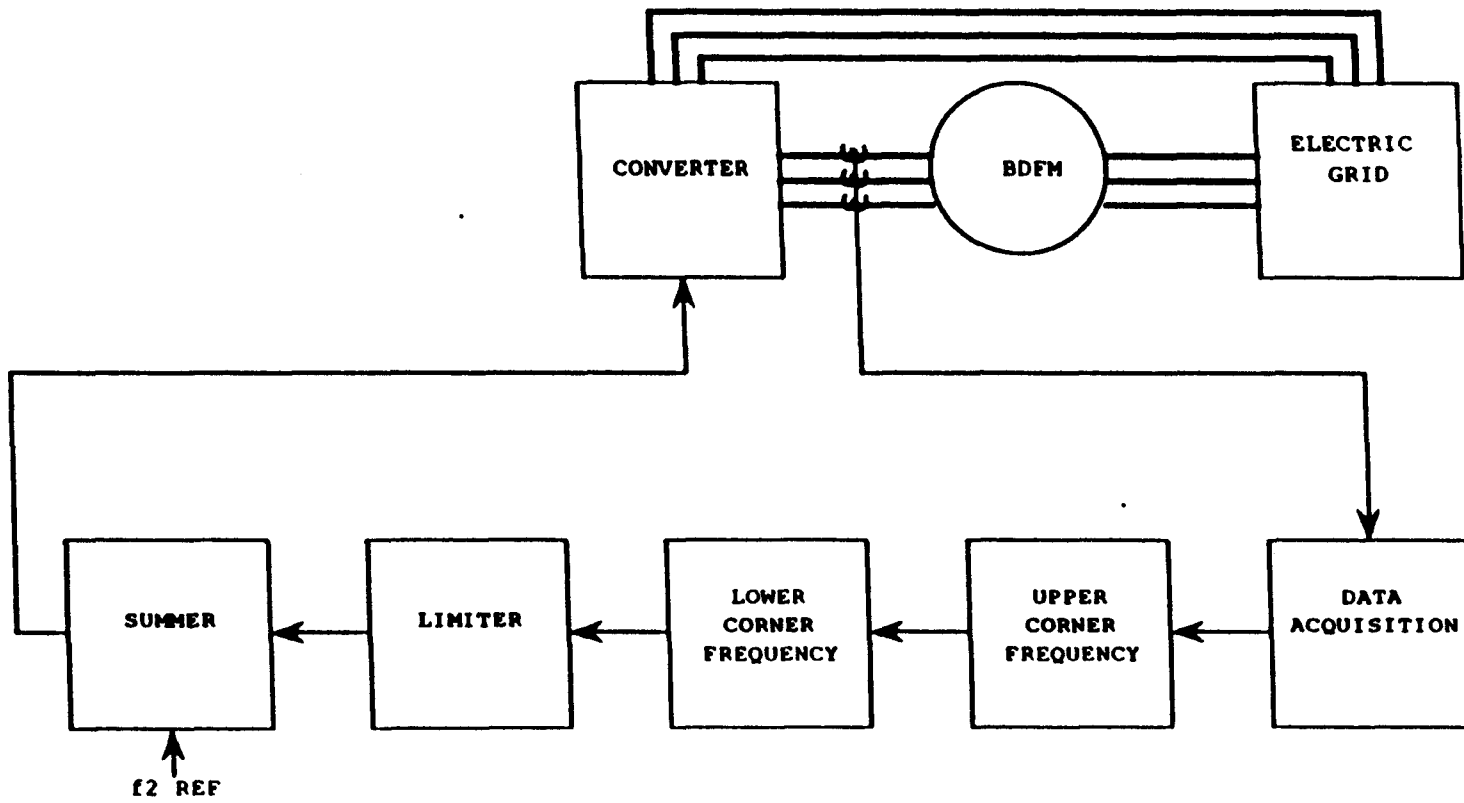 CONVERTER
BDFM
ELECTRIC
GRID
SUMMER
LIMITER
LOWER
CORNER
FREQUENCY
UPPER
CORNER
FREQUENCY
DATA
ACQUISITION
f2 REF